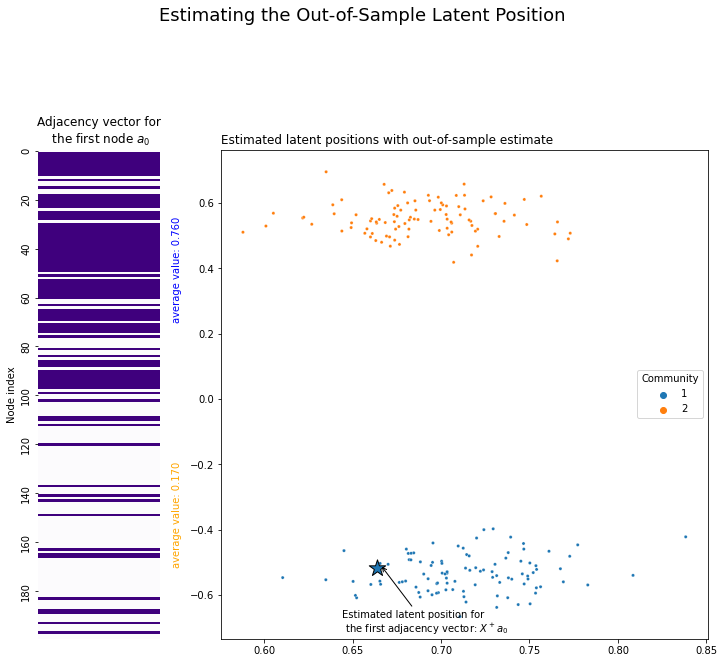 Estimating the Out-of-Sample Latent Position
Adjacency vector for
the first node a₀
Estimated latent positions with out-of-sample estimate
Node index
0
20
40
60
80
100
120
140
160
180
average value: 0.760
average value: 0.170
0.6
0.4
0.2
0.0
−0.2
−0.4
−0.6
Community
1
2
Estimated latent position for
the first adjacency vector: X⁺a₀
0.60
0.65
0.70
0.75
0.80
0.85